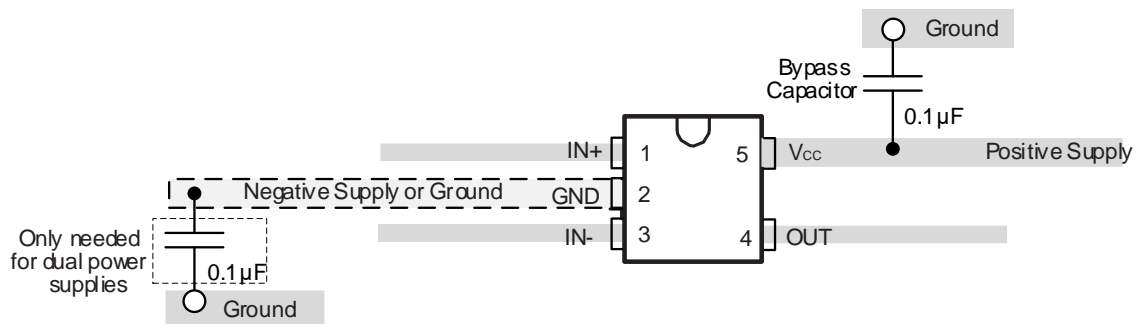 Ground
Bypass
Capacitor
0.1µF
IN+
1
5
VCC
Positive Supply
Negative Supply or Ground
GND
2
Only needed
for dual power
supplies
0.1µF
IN-
3
4
OUT
Ground